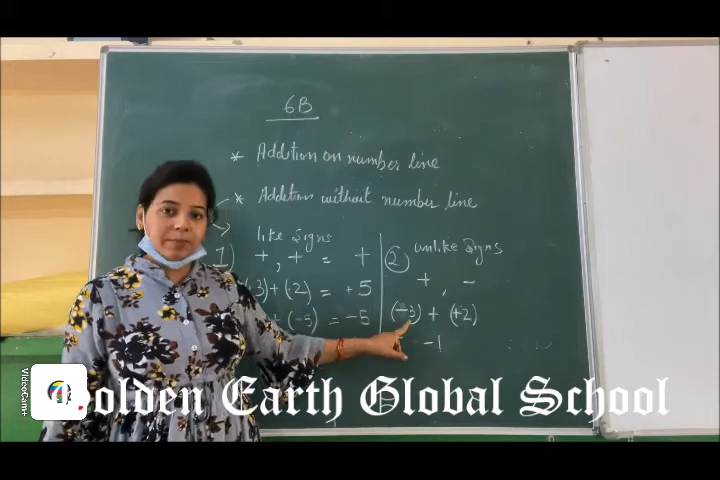 6B
* Addition on number line
* Addition without number line
like signs
1) +, + = +
3)+(+2) = +5
+(-5) = -5
② unlike signs
+, -
(-3) + (+2)
-1
Golden Earth Global School
VideoCam+